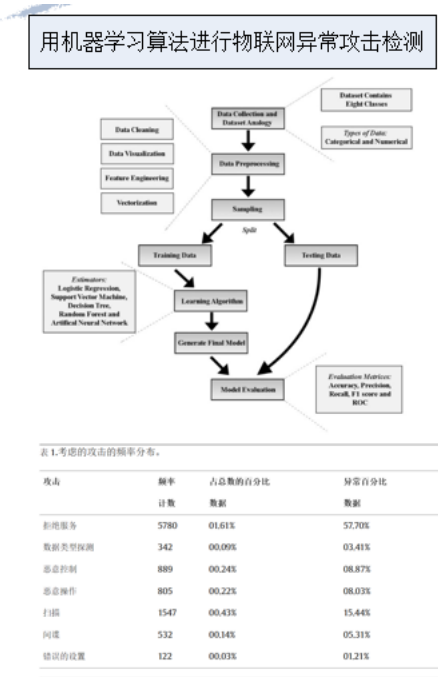 用机器学习算法进行物联网异常攻击检测
Data Collection and
Dataset Analogy
Dataset Contains
Eight Classes
Types of Data:
Categorical and Numerical
Data Cleaning
Data Visualization
Feature Engineering
Vectorization
Data Preprocessing
Sampling
Split
Training Data
Testing Data
Estimators:
Logistic Regression,
Support Vector Machine,
Decision Tree,
Random Forest and
Artifical Neural Network
Learning Algorithm
Generate Final Model
Model Evaluation
Evaluation Matrices:
Accuracy, Precision,
Recall, F1 score and
ROC
表 1.考虑的攻击的频率分布。
攻击 频率 占总数的百分比 异常百分比
计数 数据 数据
拒绝服务 5780 01.61% 57.70%
数据类型探测 342 00.09% 03.41%
恶意控制 889 00.24% 08.87%
恶意操作 805 00.22% 08.03%
扫描 1547 00.43% 15.44%
间谍 532 00.14% 05.31%
错误的设置 122 00.03% 01.21%